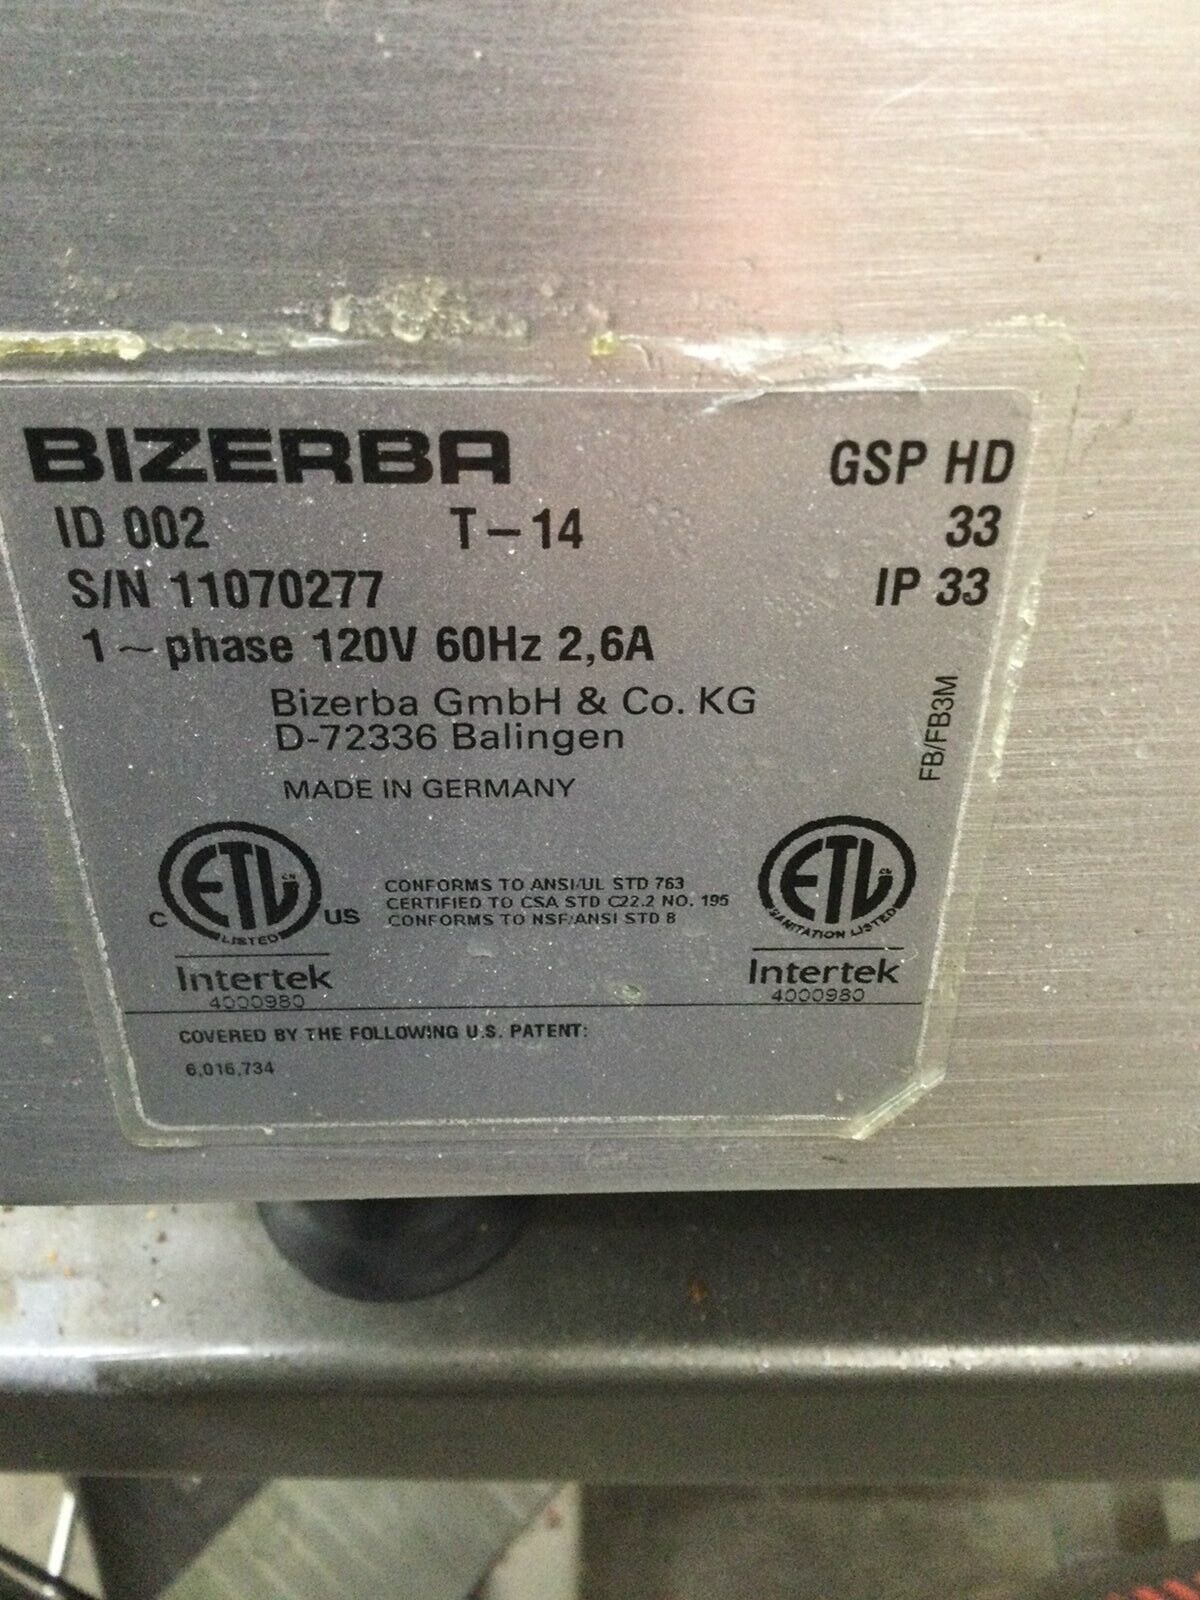 BIZERBA GSP HD
ID 002 T-14 33
S/N 11070277 IP 33
1~phase 120V 60Hz 2,6A
Bizerba GmbH & Co. KG
D-72336 Balingen
FB/FB3M
MADE IN GERMANY
ETL CM
C US
LISTED
Intertek
4000980
CONFORMS TO ANSI/UL STD 763
CERTIFIED TO CSA STD C22.2 NO. 195
CONFORMS TO NSF/ANSI STD 8
ETL CM
SANITATION LISTED
Intertek
4000980
COVERED BY THE FOLLOWING U.S. PATENT:
6,016,734